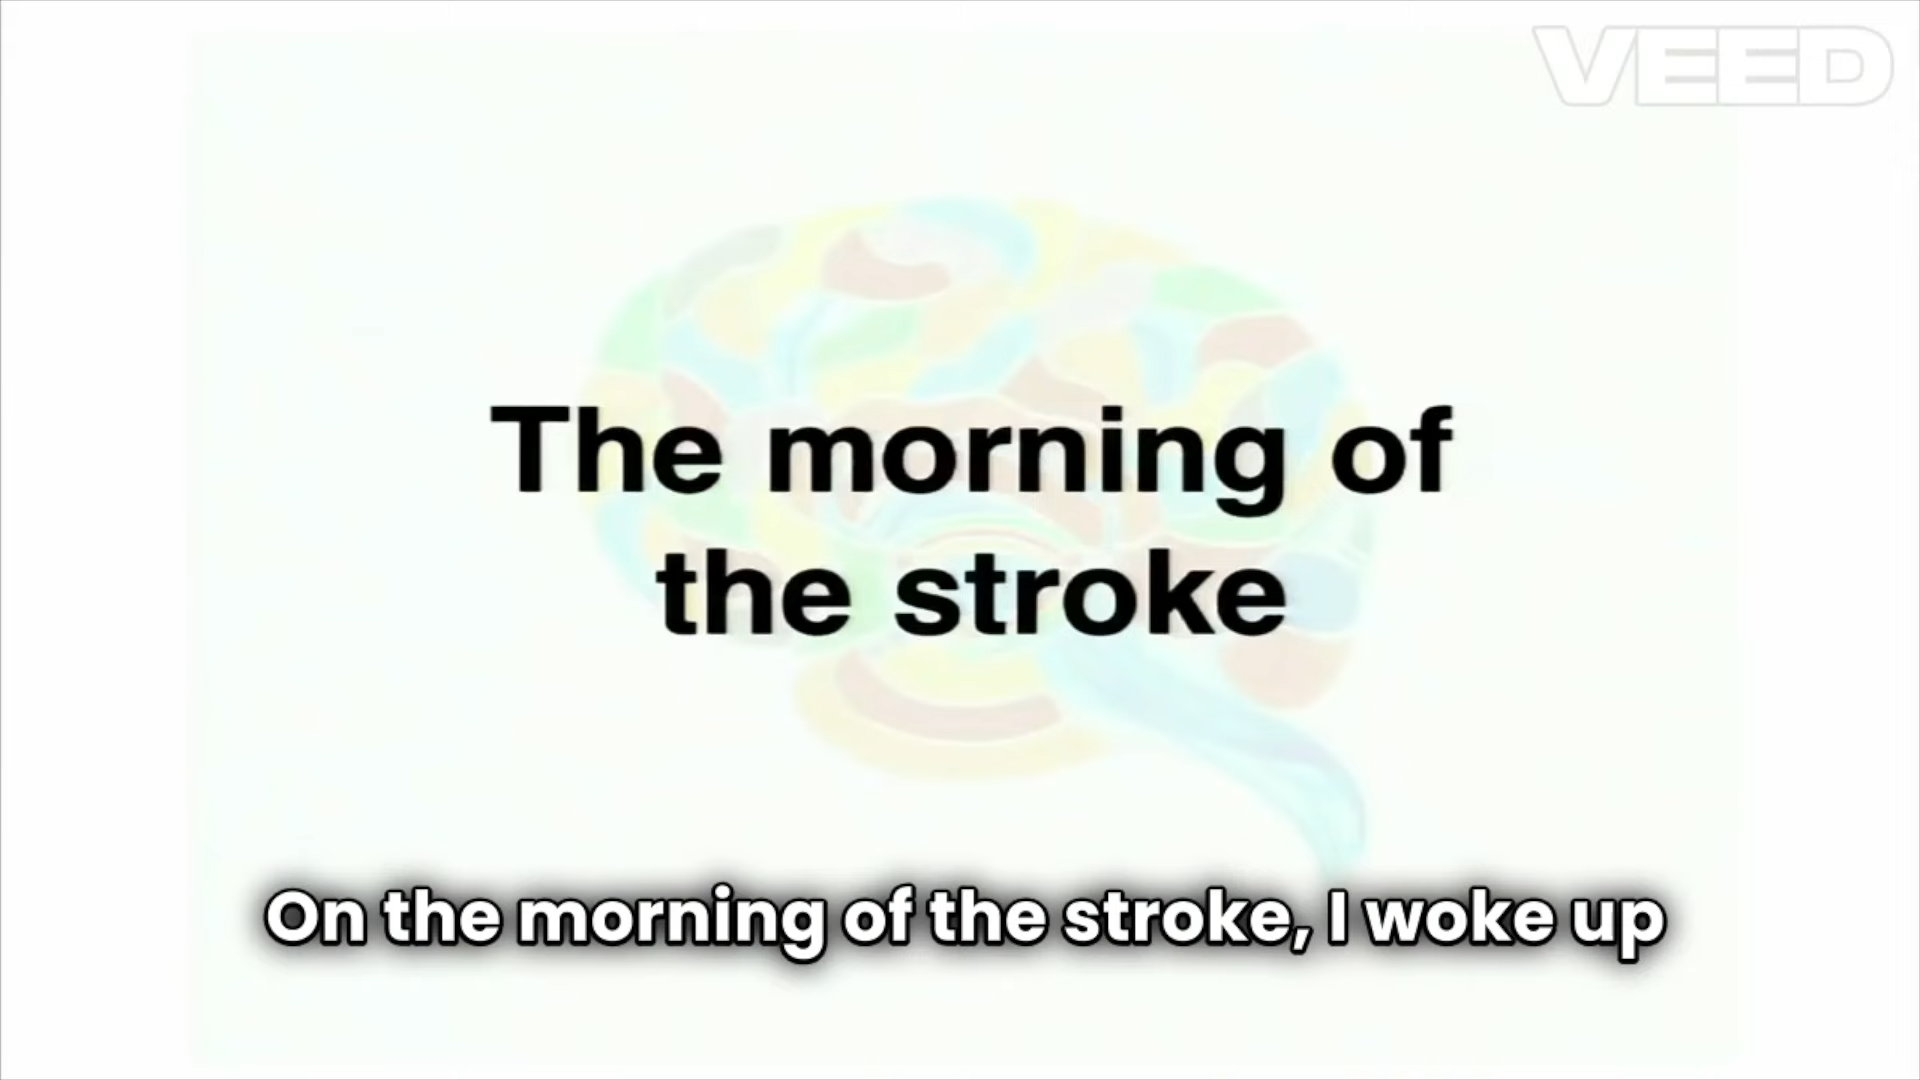 VEED
The morning of
the stroke
On the morning of the stroke, I woke up